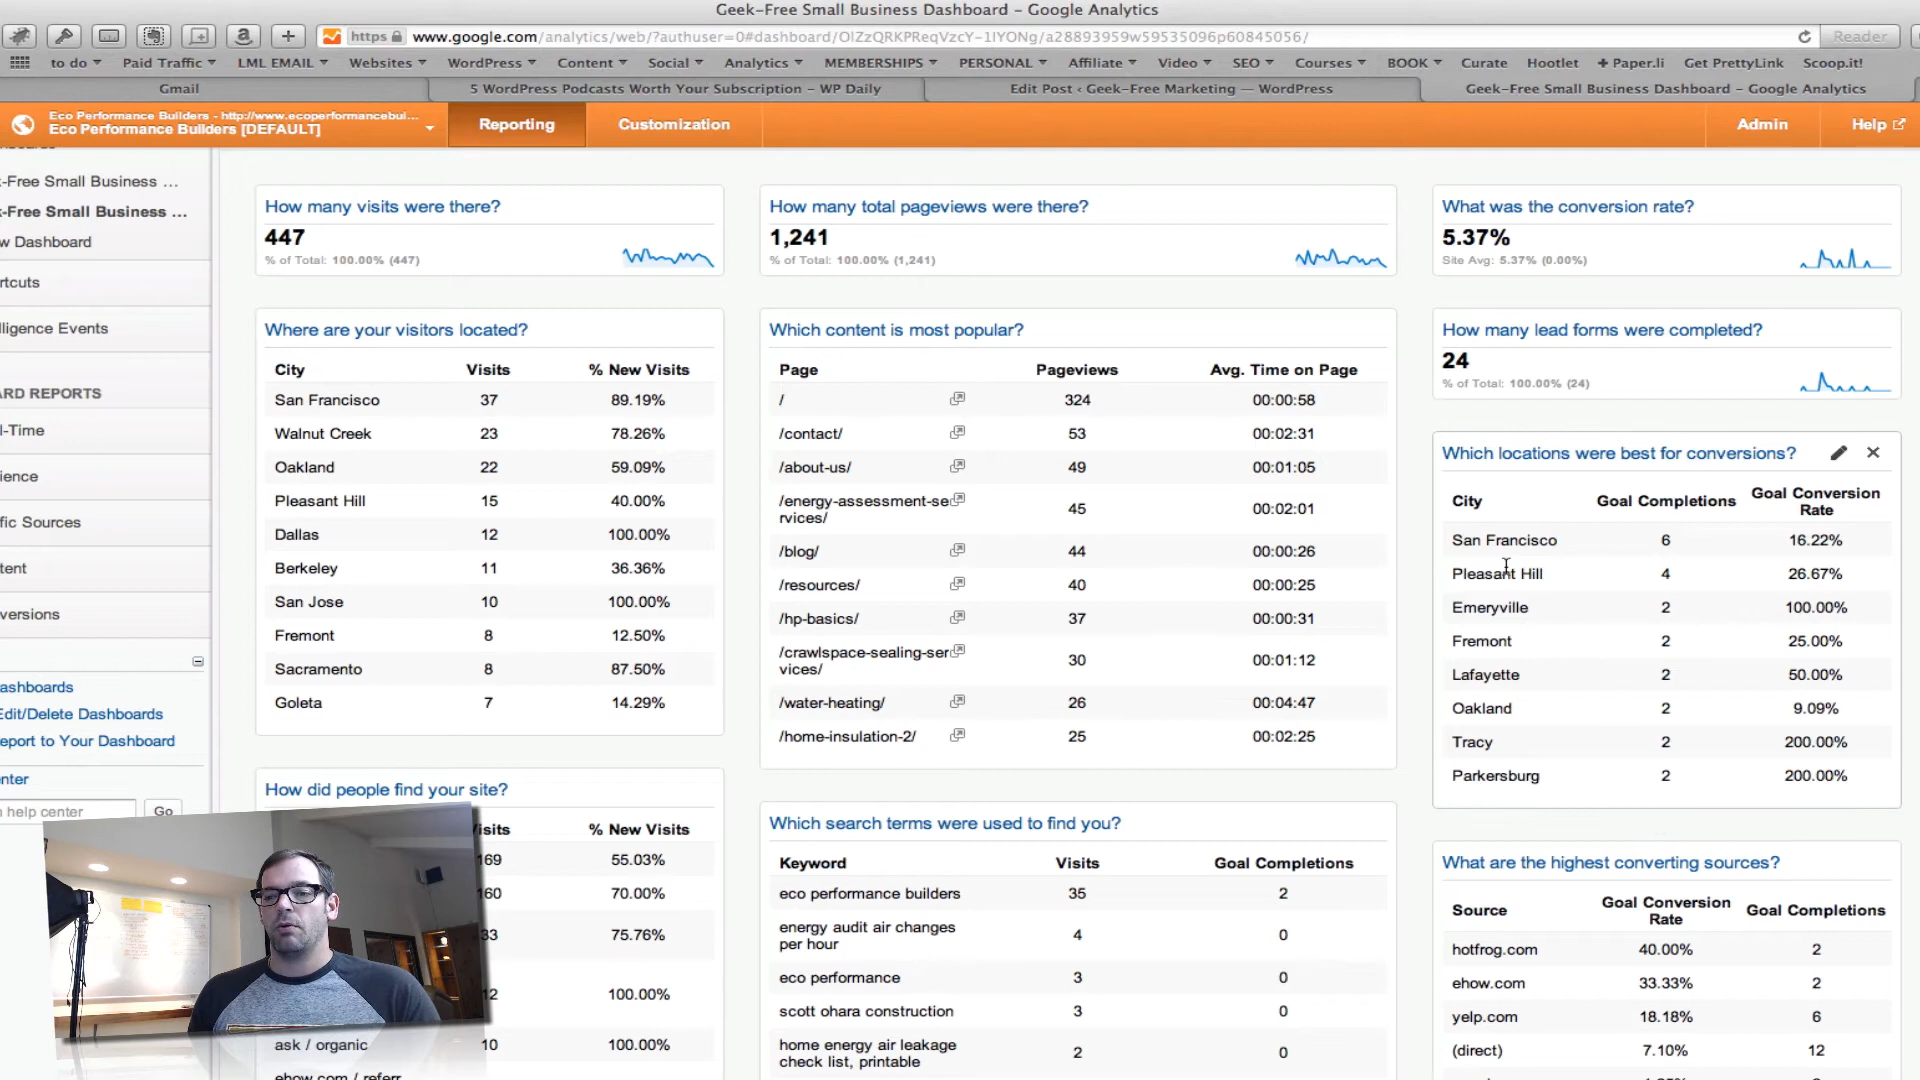 Geek-Free Small Business Dashboard – Google Analytics
https www.google.com/analytics/web/?authuser=0#dashboard/OlZzQRKPReqVzcY-1IYONg/a28893959w59535096p60845056/
Reader
to do Paid Traffic LML EMAIL Websites WordPress Content Social Analytics MEMBERSHIPS PERSONAL Affiliate Video SEO Courses BOOK Curate Hootlet + Paper.li Get PrettyLink Scoop.it!
Gmail 5 WordPress Podcasts Worth Your Subscription – WP Daily Edit Post ‹ Geek-Free Marketing — WordPress Geek-Free Small Business Dashboard – Google Analytics
Eco Performance Builders - http://www.ecoperformancebui...
Eco Performance Builders [DEFAULT]
Reporting Customization Admin Help
-Free Small Business ...
-Free Small Business ...
w Dashboard
rtcuts
lligence Events
ARD REPORTS
l-Time
ience
fic Sources
tent
versions
ashboards
Edit/Delete Dashboards
eport to Your Dashboard
enter
help center Go
How many visits were there?
447
% of Total: 100.00% (447)
Where are your visitors located?
City Visits % New Visits
San Francisco 37 89.19%
Walnut Creek 23 78.26%
Oakland 22 59.09%
Pleasant Hill 15 40.00%
Dallas 12 100.00%
Berkeley 11 36.36%
San Jose 10 100.00%
Fremont 8 12.50%
Sacramento 8 87.50%
Goleta 7 14.29%
How did people find your site?
isits % New Visits
169 55.03%
160 70.00%
33 75.76%
12 100.00%
ask / organic 10 100.00%
ehow.com / referr
How many total pageviews were there?
1,241
% of Total: 100.00% (1,241)
Which content is most popular?
Page Pageviews Avg. Time on Page
/ 324 00:00:58
/contact/ 53 00:02:31
/about-us/ 49 00:01:05
/energy-assessment-se
rvices/ 45 00:02:01
/blog/ 44 00:00:26
/resources/ 40 00:00:25
/hp-basics/ 37 00:00:31
/crawlspace-sealing-ser
vices/ 30 00:01:12
/water-heating/ 26 00:04:47
/home-insulation-2/ 25 00:02:25
Which search terms were used to find you?
Keyword Visits Goal Completions
eco performance builders 35 2
energy audit air changes
per hour 4 0
eco performance 3 0
scott ohara construction 3 0
home energy air leakage
check list, printable 2 0
What was the conversion rate?
5.37%
Site Avg: 5.37% (0.00%)
How many lead forms were completed?
24
% of Total: 100.00% (24)
Which locations were best for conversions?
City Goal Completions Goal Conversion
Rate
San Francisco 6 16.22%
Pleasant Hill 4 26.67%
Emeryville 2 100.00%
Fremont 2 25.00%
Lafayette 2 50.00%
Oakland 2 9.09%
Tracy 2 200.00%
Parkersburg 2 200.00%
What are the highest converting sources?
Source Goal Conversion
Rate Goal Completions
hotfrog.com 40.00% 2
ehow.com 33.33% 2
yelp.com 18.18% 6
(direct) 7.10% 12